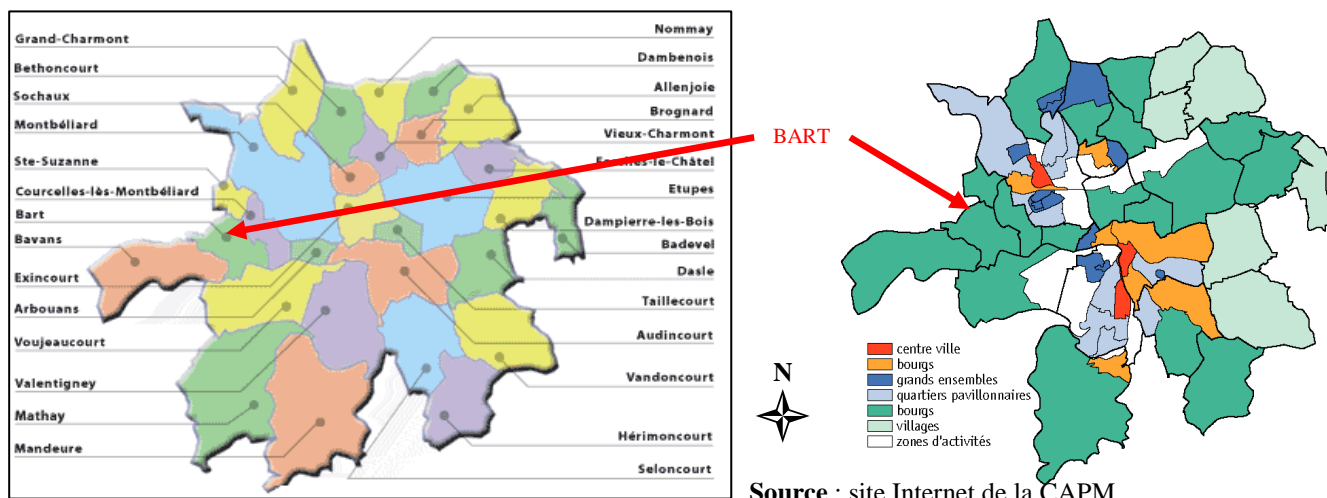 Grand-Charmont
Bethoncourt
Sochaux
Montbéliard
Ste-Suzanne
Courcelles-lès-Montbéliard
Bart
Bavans
Exincourt
Arbouans
Voujeaucourt
Valentigney
Mathay
Mandeure
Nommay
Dambenois
Allenjoie
Brognard
Vieux-Charmont
le-Châtel
Etupes
Dampierre-les-Bois
Badevel
Dasle
Taillecourt
Audincourt
Vandoncourt
Hérimoncourt
Seloncourt
BART
N
centre ville
bourgs
grands ensembles
quartiers pavillonnaires
bourgs
villages
zones d'activités
Source : site Internet de la CAPM